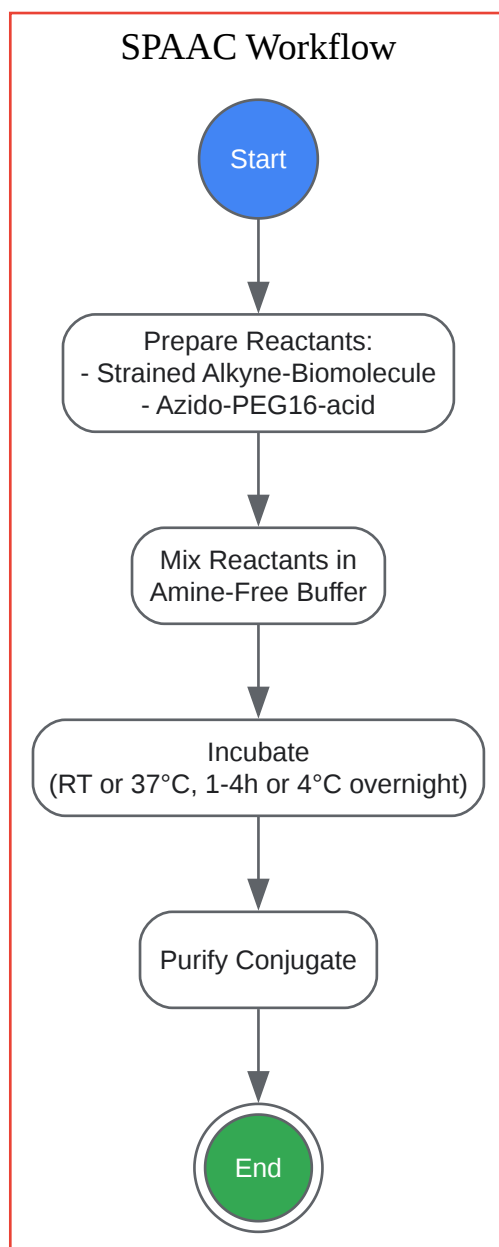 SPAAC Workflow
Start
Prepare Reactants:
- Strained Alkyne-Biomolecule
- Azido-PEG16-acid
Mix Reactants in
Amine-Free Buffer
Incubate
(RT or 37°C, 1-4h or 4°C overnight)
Purify Conjugate
End